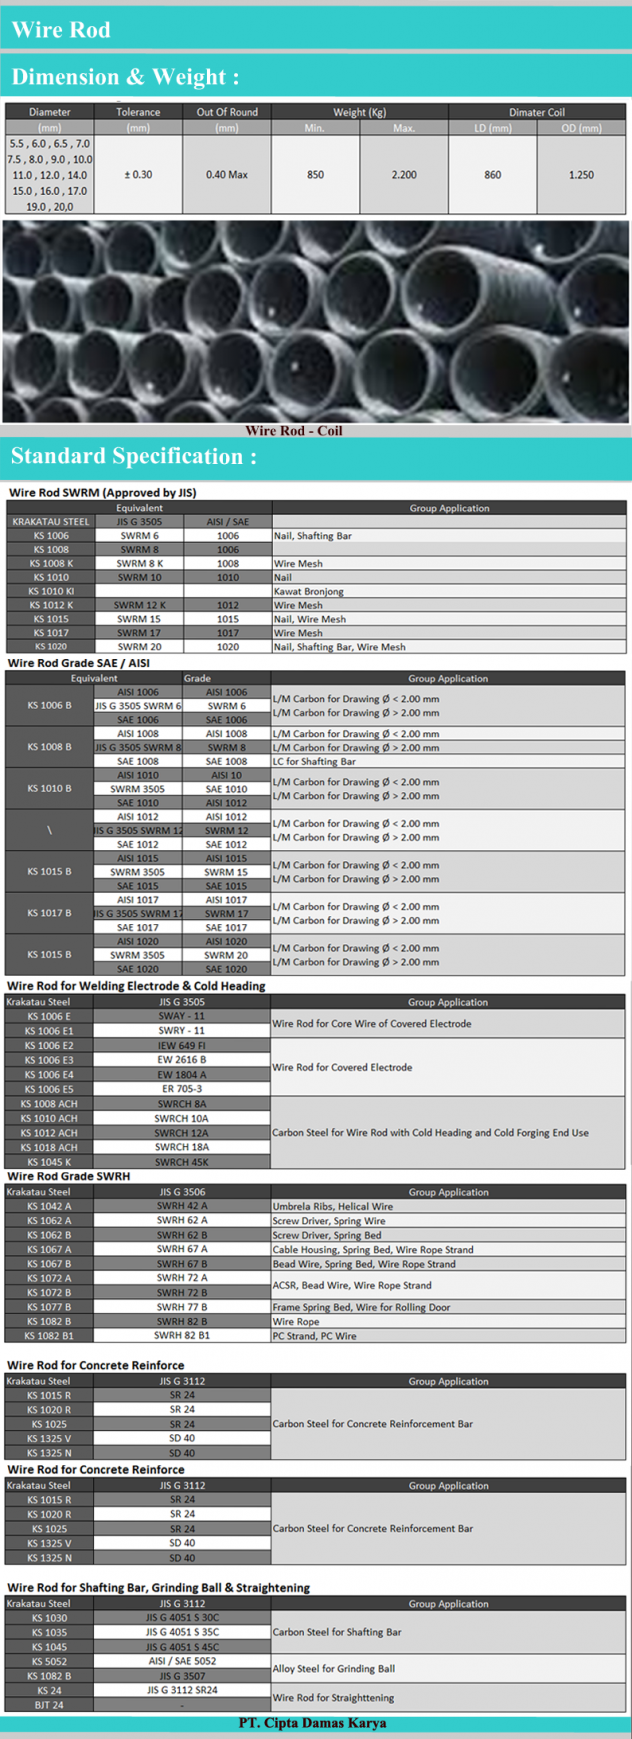 Wire Rod
Dimension & Weight :
Diameter Tolerance Out Of Round Weight (Kg) Dimater Coil
(mm) (mm) (mm) Min. Max. LD (mm) OD (mm)
5.5 , 6.0 , 6.5 , 7.0
7.5 , 8.0 , 9.0 , 10.0
11.0 , 12.0 , 14.0 ± 0.30 0.40 Max 850 2.200 860 1.250
15.0 , 16.0 , 17.0
19.0 , 20,0
Wire Rod - Coil
Standard Specification :
Wire Rod SWRM (Approved by JIS)
Equivalent Group Application
KRAKATAU STEEL JIS G 3505 AISI / SAE
KS 1006 SWRM 6 1006 Nail, Shafting Bar
KS 1008 SWRM 8 1006
KS 1008 K SWRM 8 K 1008 Wire Mesh
KS 1010 SWRM 10 1010 Nail
KS 1010 KI Kawat Bronjong
KS 1012 K SWRM 12 K 1012 Wire Mesh
KS 1015 SWRM 15 1015 Nail, Wire Mesh
KS 1017 SWRM 17 1017 Wire Mesh
KS 1020 SWRM 20 1020 Nail, Shafting Bar, Wire Mesh
Wire Rod Grade SAE / AISI
Equivalent Grade Group Application
KS 1006 B
AISI 1006 AISI 1006
JIS G 3505 SWRM 6 SWRM 6
SAE 1006 SAE 1006
L/M Carbon for Drawing Ø < 2.00 mm
L/M Carbon for Drawing Ø > 2.00 mm
KS 1008 B
AISI 1008 AISI 1008 L/M Carbon for Drawing Ø < 2.00 mm
JIS G 3505 SWRM 8 SWRM 8 L/M Carbon for Drawing Ø > 2.00 mm
SAE 1008 SAE 1008 LC for Shafting Bar
KS 1010 B
AISI 1010 AISI 10
SWRM 3505 SAE 1010
SAE 1010 AISI 1012
L/M Carbon for Drawing Ø < 2.00 mm
L/M Carbon for Drawing Ø > 2.00 mm
\
AISI 1012 AISI 1012
JIS G 3505 SWRM 12 SWRM 12
SAE 1012 SAE 1012
L/M Carbon for Drawing Ø < 2.00 mm
L/M Carbon for Drawing Ø > 2.00 mm
KS 1015 B
AISI 1015 AISI 1015
SWRM 3505 SWRM 15
SAE 1015 SAE 1015
L/M Carbon for Drawing Ø < 2.00 mm
L/M Carbon for Drawing Ø > 2.00 mm
KS 1017 B
AISI 1017 AISI 1017
JIS G 3505 SWRM 17 SWRM 17
SAE 1017 SAE 1017
L/M Carbon for Drawing Ø < 2.00 mm
L/M Carbon for Drawing Ø > 2.00 mm
KS 1015 B
AISI 1020 AISI 1020
SWRM 3505 SWRM 20
SAE 1020 SAE 1020
L/M Carbon for Drawing Ø < 2.00 mm
L/M Carbon for Drawing Ø > 2.00 mm
Wire Rod for Welding Electrode & Cold Heading
Krakatau Steel JIS G 3505 Group Application
KS 1006 E SWAY - 11
KS 1006 E1 SWRY - 11
Wire Rod for Core Wire of Covered Electrode
KS 1006 E2 IEW 649 FI
KS 1006 E3 EW 2616 B
KS 1006 E4 EW 1804 A
KS 1006 E5 ER 705-3
Wire Rod for Covered Electrode
KS 1008 ACH SWRCH 8A
KS 1010 ACH SWRCH 10A
KS 1012 ACH SWRCH 12A
KS 1018 ACH SWRCH 18A
KS 1045 K SWRCH 45K
Carbon Steel for Wire Rod with Cold Heading and Cold Forging End Use
Wire Rod Grade SWRH
Krakatau Steel JIS G 3506 Group Application
KS 1042 A SWRH 42 A Umbrela Ribs, Helical Wire
KS 1062 A SWRH 62 A Screw Driver, Spring Wire
KS 1062 B SWRH 62 B Screw Driver, Spring Bed
KS 1067 A SWRH 67 A Cable Housing, Spring Bed, Wire Rope Strand
KS 1067 B SWRH 67 B Bead Wire, Spring Bed, Wire Rope Strand
KS 1072 A SWRH 72 A
KS 1072 B SWRH 72 B
ACSR, Bead Wire, Wire Rope Strand
KS 1077 B SWRH 77 B Frame Spring Bed, Wire for Rolling Door
KS 1082 B SWRH 82 B Wire Rope
KS 1082 B1 SWRH 82 B1 PC Strand, PC Wire
Wire Rod for Concrete Reinforce
Krakatau Steel JIS G 3112 Group Application
KS 1015 R SR 24
KS 1020 R SR 24
KS 1025 SR 24 Carbon Steel for Concrete Reinforcement Bar
KS 1325 V SD 40
KS 1325 N SD 40
Wire Rod for Concrete Reinforce
Krakatau Steel JIS G 3112 Group Application
KS 1015 R SR 24
KS 1020 R SR 24
KS 1025 SR 24 Carbon Steel for Concrete Reinforcement Bar
KS 1325 V SD 40
KS 1325 N SD 40
Wire Rod for Shafting Bar, Grinding Ball & Straightening
Krakatau Steel JIS G 3112 Group Application
KS 1030 JIS G 4051 S 30C
KS 1035 JIS G 4051 S 35C Carbon Steel for Shafting Bar
KS 1045 JIS G 4051 S 45C
KS 5052 AISI / SAE 5052
KS 1082 B JIS G 3507
Alloy Steel for Grinding Ball
KS 24 JIS G 3112 SR24
BJT 24 -
Wire Rod for Straighttening
PT. Cipta Damas Karya